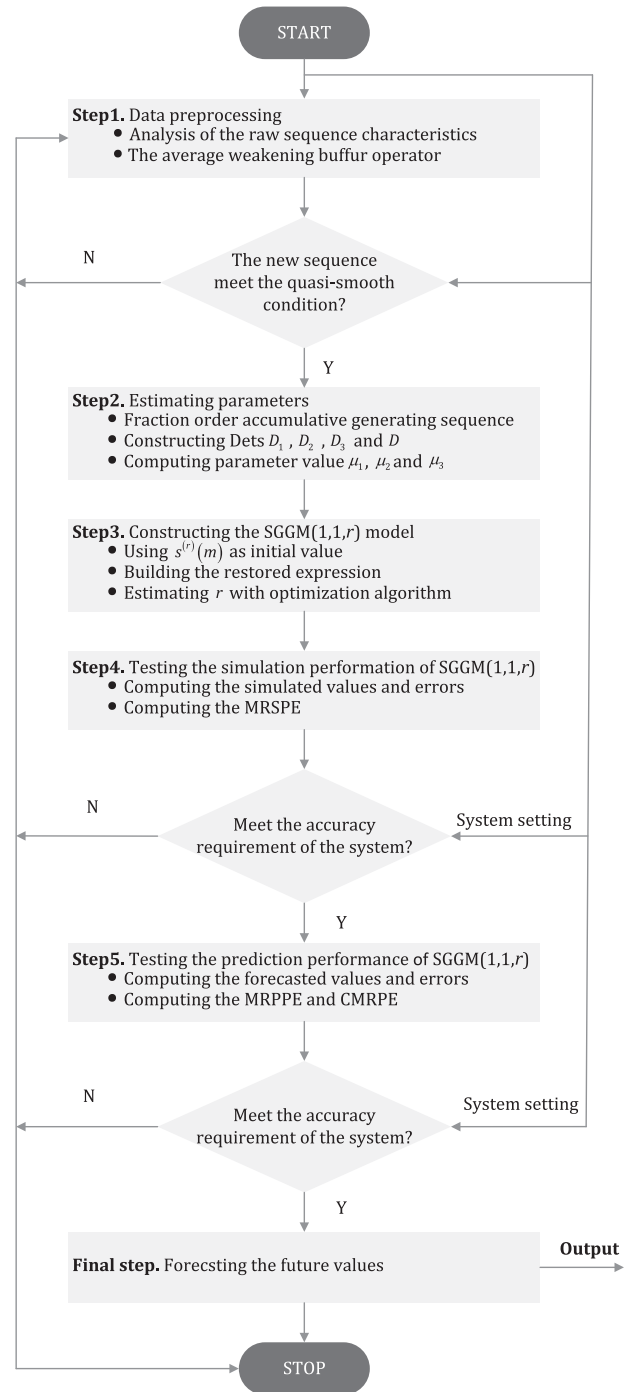 START
Step1. Data preprocessing
● Analysis of the raw sequence characteristics
● The average weakening buffur operator
N
The new sequence
meet the quasi-smooth
condition?
Y
Step2. Estimating parameters
● Fraction order accumulative generating sequence
● Constructing Dets D₁ , D₂ , D₃ and D
● Computing parameter value μ₁, μ₂ and μ₃
Step3. Constructing the SGGM(1,1,r) model
● Using s⁽ʳ⁾(m) as initial value
● Building the restored expression
● Estimating r with optimization algorithm
Step4. Testing the simulation performation of SGGM(1,1,r)
● Computing the simulated values and errors
● Computing the MRSPE
N
Meet the accuracy
requirement of the system?
System setting
Y
Step5. Testing the prediction performance of SGGM(1,1,r)
● Computing the forecasted values and errors
● Computing the MRPPE and CMRPE
N
Meet the accuracy
requirement of the system?
System setting
Y
Final step. Forecsting the future values
Output
STOP